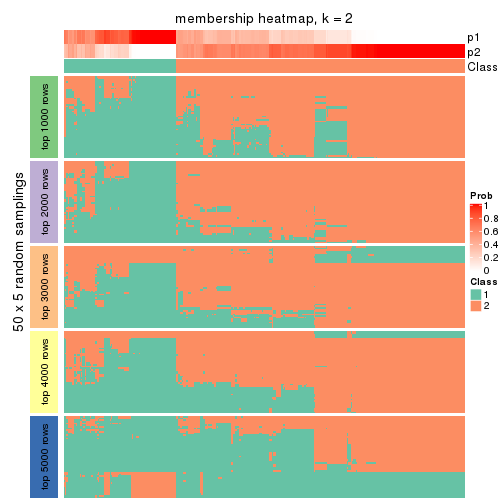 membership heatmap, k = 2
p1
p2
Class
50 x 5 random samplings
top 1000 rows
top 2000 rows
top 3000 rows
top 4000 rows
top 5000 rows
Prob
1
0.8
0.6
0.4
0.2
0
Class
1
2